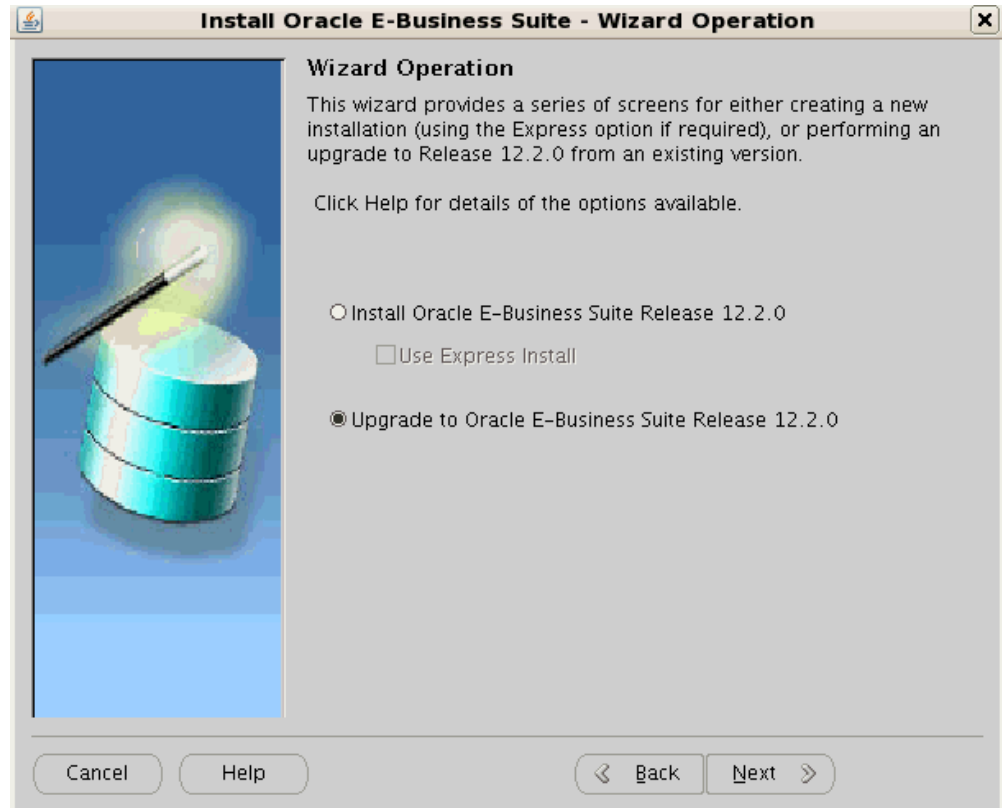 Install Oracle E-Business Suite - Wizard Operation
Wizard Operation
This wizard provides a series of screens for either creating a new
installation (using the Express option if required), or performing an
upgrade to Release 12.2.0 from an existing version.
Click Help for details of the options available.
Install Oracle E-Business Suite Release 12.2.0
Use Express Install
Upgrade to Oracle E-Business Suite Release 12.2.0
Cancel Help Back Next